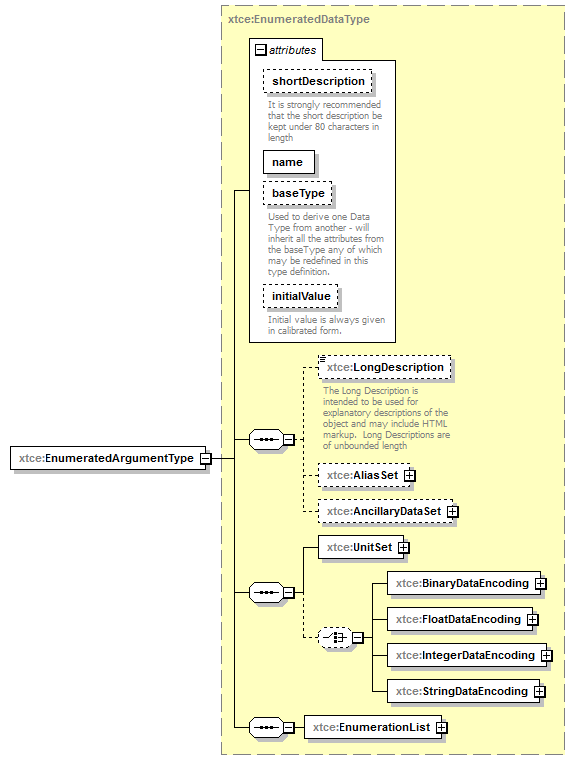 xtce:EnumeratedDataType
attributes
shortDescription
It is strongly recommended
that the short description be
kept under 80 characters in
length
name
baseType
Used to derive one Data
Type from another - will
inherit all the attributes from
the baseType any of which
may be redefined in this
type definition.
initialValue
Initial value is always given
in calibrated form.
xtce:LongDescription
The Long Description is
intended to be used for
explanatory descriptions of the
object and may include HTML
markup.  Long Descriptions are
of unbounded length
xtce:EnumeratedArgumentType
xtce:AliasSet
xtce:AncillaryDataSet
xtce:UnitSet
xtce:BinaryDataEncoding
xtce:FloatDataEncoding
xtce:IntegerDataEncoding
xtce:StringDataEncoding
xtce:EnumerationList